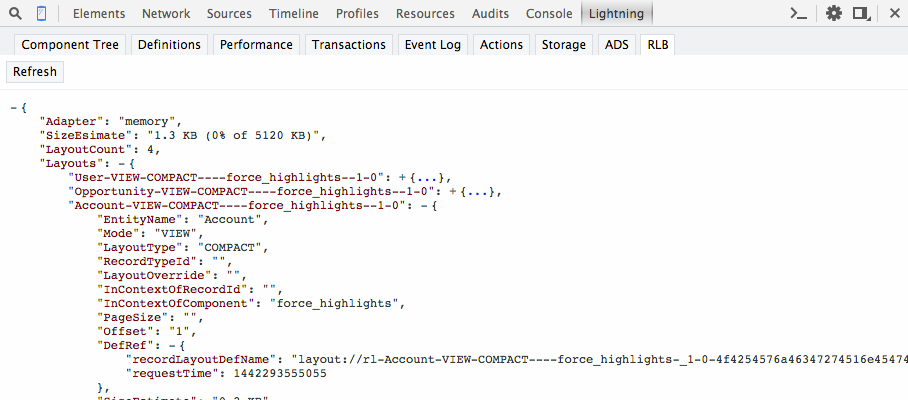 Elements Network Sources Timeline Profiles Resources Audits Console Lightning
Component Tree Definitions Performance Transactions Event Log Actions Storage ADS RLB
Refresh
- {
"Adapter": "memory",
"SizeEsimate": "1.3 KB (0% of 5120 KB)",
"LayoutCount": 4,
"Layouts": - {
"User-VIEW-COMPACT----force_highlights--1-0": + {...},
"Opportunity-VIEW-COMPACT----force_highlights--1-0": + {...},
"Account-VIEW-COMPACT----force_highlights--1-0": - {
"EntityName": "Account",
"Mode": "VIEW",
"LayoutType": "COMPACT",
"RecordTypeId": "",
"LayoutOverride": "",
"InContextOfRecordId": "",
"InContextOfComponent": "force_highlights",
"PageSize": "",
"Offset": "1",
"DefRef": - {
"recordLayoutDefName": "layout://rl-Account-VIEW-COMPACT----force_highlights-_1-0-4f4254576a46347274516e45474
"requestTime": 1442293555055
},
"SizeEstimate": "0.3 KB"